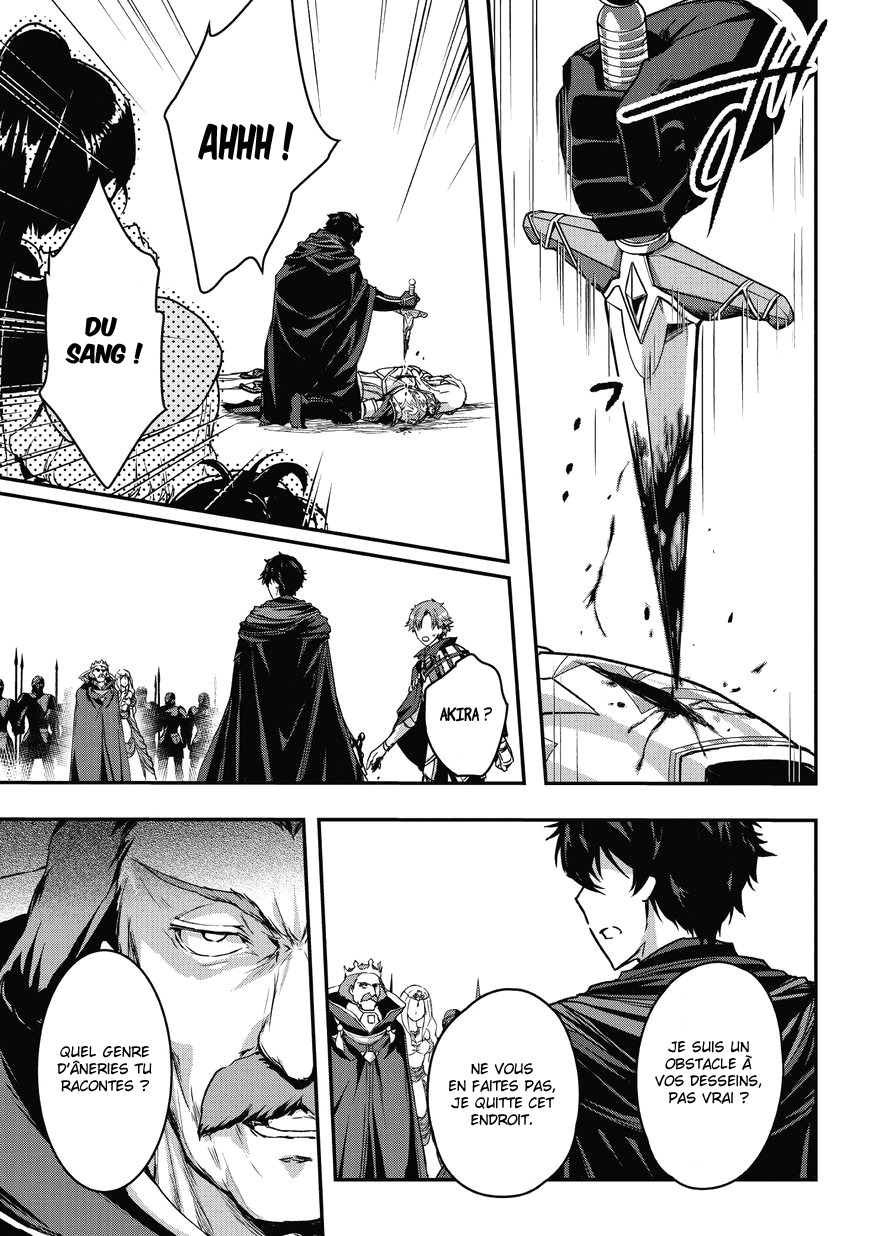 AHHH !
DU
SANG !
AKIRA ?
JE SUIS UN
OBSTACLE À
VOS DESSEINS,
PAS VRAI ?
NE VOUS
EN FAITES PAS,
JE QUITTE CET
ENDROIT.
QUEL GENRE
D'ÂNERIES TU
RACONTES ?